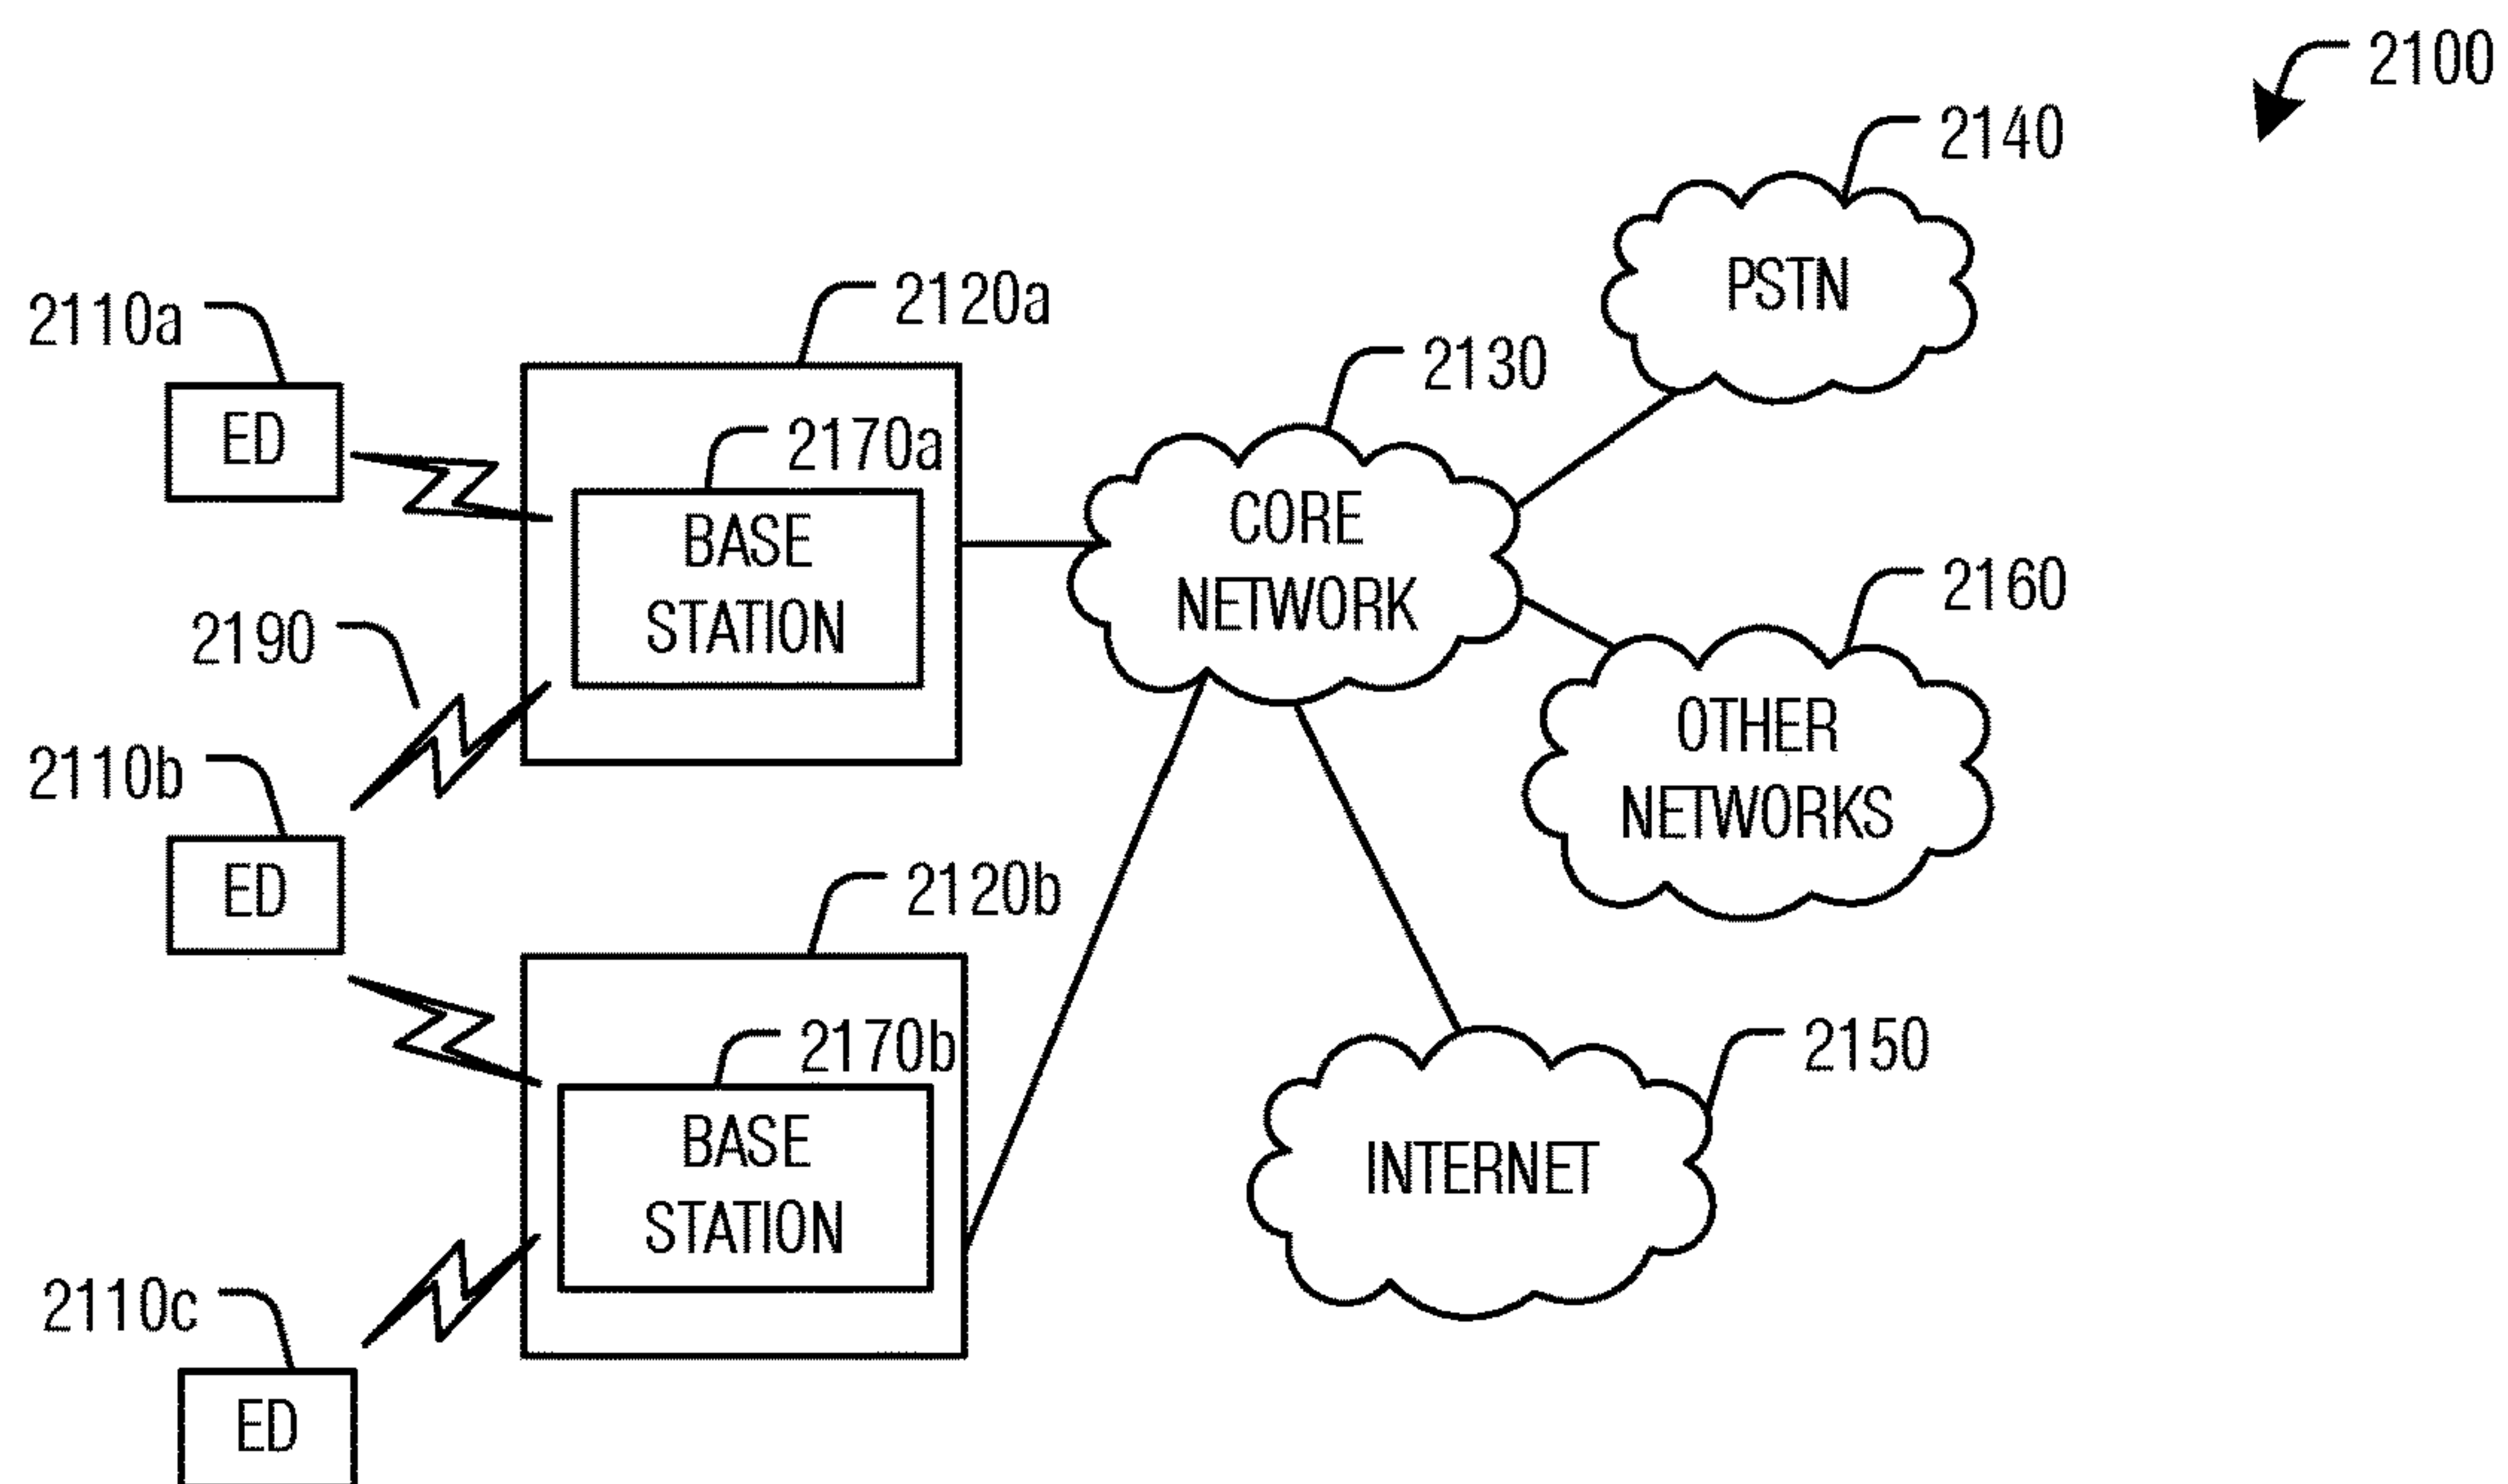 2100
2140
PSTN
2110a
2120a
2130
ED
2170a
BASE
STATION
CORE
NETWORK
2160
2190
OTHER
NETWORKS
2110b
ED
2120b
2170b
BASE
STATION
2150
INTERNET
2110c
ED